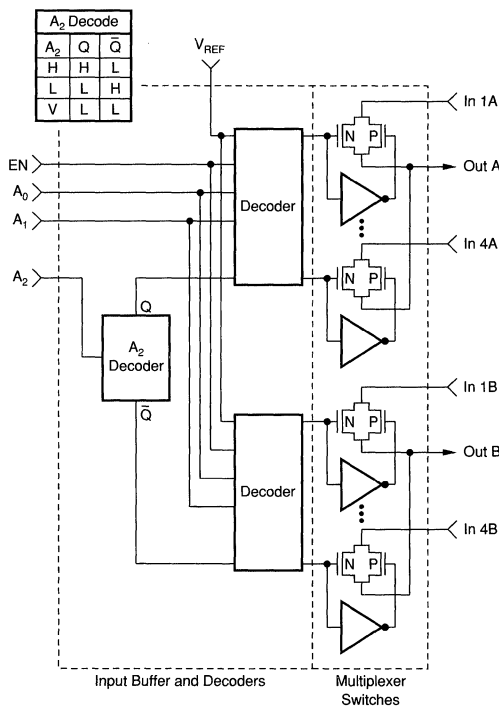 A₂ Decode
A₂ Q Q̅
H H L
L L H
V L L
V_REF
In 1A
N P
EN
Out A
A₀
Decoder
A₁
In 4A
A₂
N P
Q
A₂
Decoder
Q̅
In 1B
N P
Out B
Decoder
In 4B
N P
Input Buffer and Decoders
Multiplexer
Switches